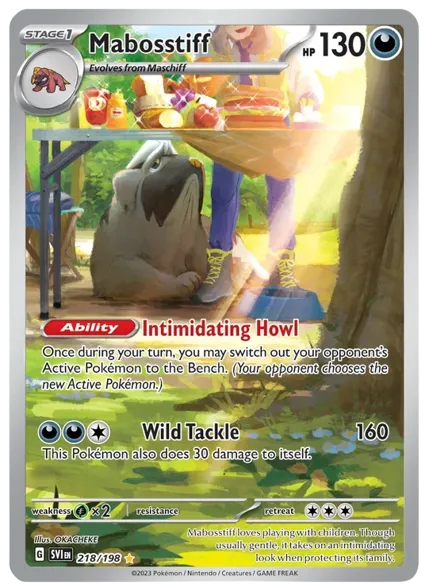 STAGE1
Mabosstiff
HP 130
Evolves from Maschiff
Ability Intimidating Howl
Once during your turn, you may switch out your opponent's
Active Pokémon to the Bench. (Your opponent chooses the
new Active Pokémon.)
Wild Tackle 160
This Pokémon also does 30 damage to itself.
weakness ×2 resistance retreat
Illus. OKACHEKE
G SVI EN 218/198
Mabosstiff loves playing with children. Though
usually gentle, it takes on an intimidating
look when protecting its family.
©2023 Pokémon / Nintendo / Creatures / GAME FREAK